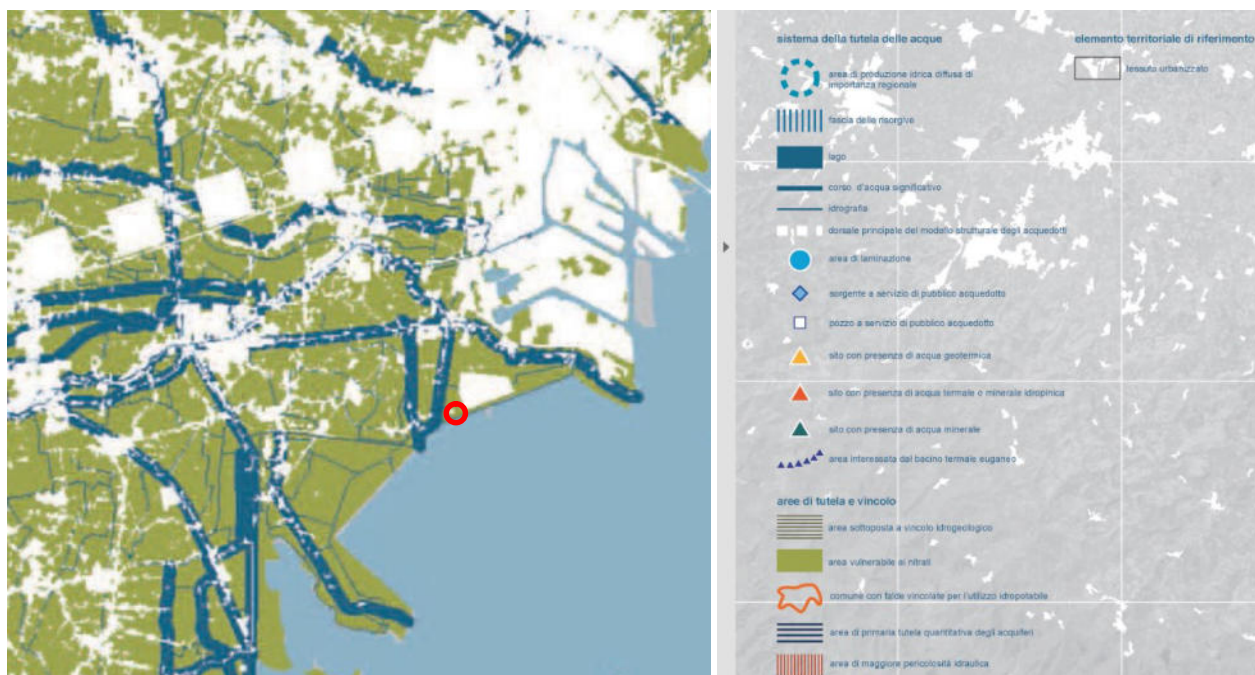 sistema della tutela delle acque
area di produzione idrica diffusa di
importanza regionale
fascia delle risorgive
lago
corso d'acqua significativo
idrografia
dorsale principale del modello strutturale degli acquedotti
area di laminazione
sorgente a servizio di pubblico acquedotto
pozzo a servizio di pubblico acquedotto
sito con presenza di acqua geotermica
sito con presenza di acqua termale o minerale idropinica
sito con presenza di acqua minerale
area interessata dal bacino termale euganeo
aree di tutela e vincolo
area sottoposta a vincolo idrogeologico
area vulnerabile ai nitrati
comune con falde vincolate per l'utilizzo idropotabile
area di primaria tutela quantitativa degli acquiferi
area di maggiore pericolosità idraulica
elemento territoriale di riferimento
tessuto urbanizzato